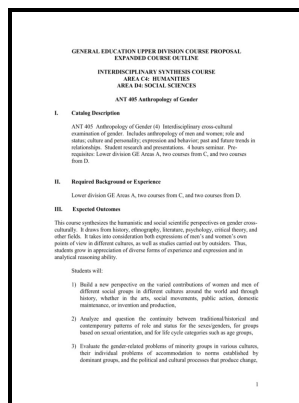 GENERAL EDUCATION UPPER DIVISION COURSE PROPOSAL
EXPANDED COURSE OUTLINE
INTERDISCIPLINARY SYNTHESIS COURSE
AREA C4: HUMANITIES
AREA D4: SOCIAL SCIENCES
ANT 405 Anthropology of Gender
I. Catalog Description
ANT 405 Anthropology of Gender (4) Interdisciplinary cross-cultural
examination of gender. Includes anthropology of men and women; role and
status; culture and personality; expression and behavior; past and future trends in
relationships. Student research and presentations. 4 hours seminar. Pre-
requisites: Lower division GE Areas A, two courses from C, and two courses
from D.
II. Required Background or Experience
Lower division GE Areas A, two courses from C, and two courses from D.
III. Expected Outcomes
This course synthesizes the humanistic and social scientific perspectives on gender cross-
culturally. It draws from history, ethnography, literature, psychology, critical theory, and
other fields. It takes into consideration both expressions of men's and women's own
points of view in different cultures, as well as studies carried out by outsiders. Thus,
students grow in appreciation of diverse forms of experience and expression and in
analytical reasoning ability.
Students will:
1) Build a new perspective on the varied contributions of women and men of
different social groups in different cultures around the world and through
history, whether in the arts, social movements, public action, domestic
maintenance, or invention and production,
2) Analyze and question the continuity between traditional/historical and
contemporary patterns of role and status for the sexes/genders, for groups
based on sexual orientation, and for life cycle categories such as age groups,
3) Evaluate the gender-related problems of minority groups in various cultures,
their individual problems of accommodation to norms established by
dominant groups, and the political and cultural processes that produce change,
1